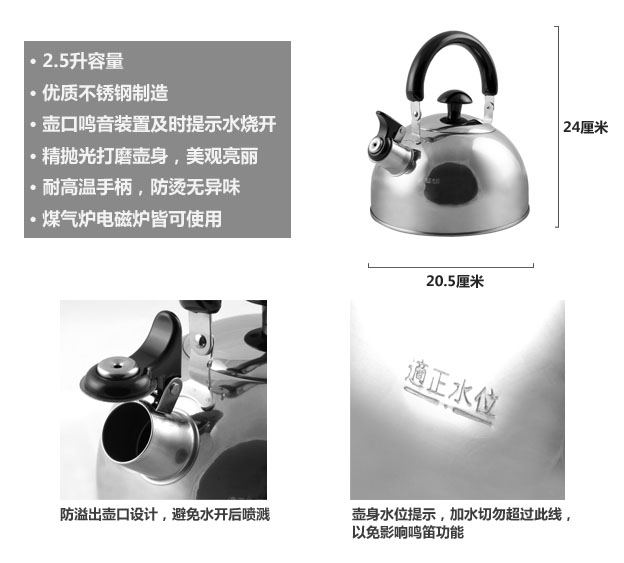 • 2.5升容量
• 优质不锈钢制造
• 壶口鸣音装置及时提示水烧开
• 精抛光打磨壶身，美观亮丽
• 耐高温手柄，防烫无异味
• 煤气炉电磁炉皆可使用
24厘米
20.5厘米
適正水位
防溢出壶口设计，避免水开后喷溅
壶身水位提示，加水切勿超过此线，
以免影响鸣笛功能